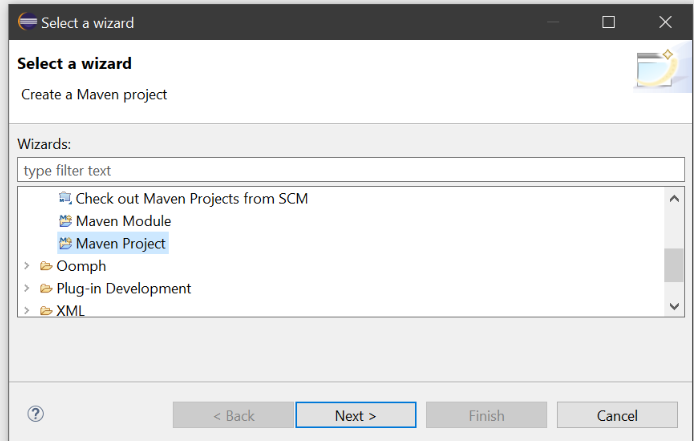 Select a wizard
Select a wizard
Create a Maven project
Wizards:
type filter text
Check out Maven Projects from SCM
Maven Module
Maven Project
Oomph
Plug-in Development
XML
? < Back Next > Finish Cancel